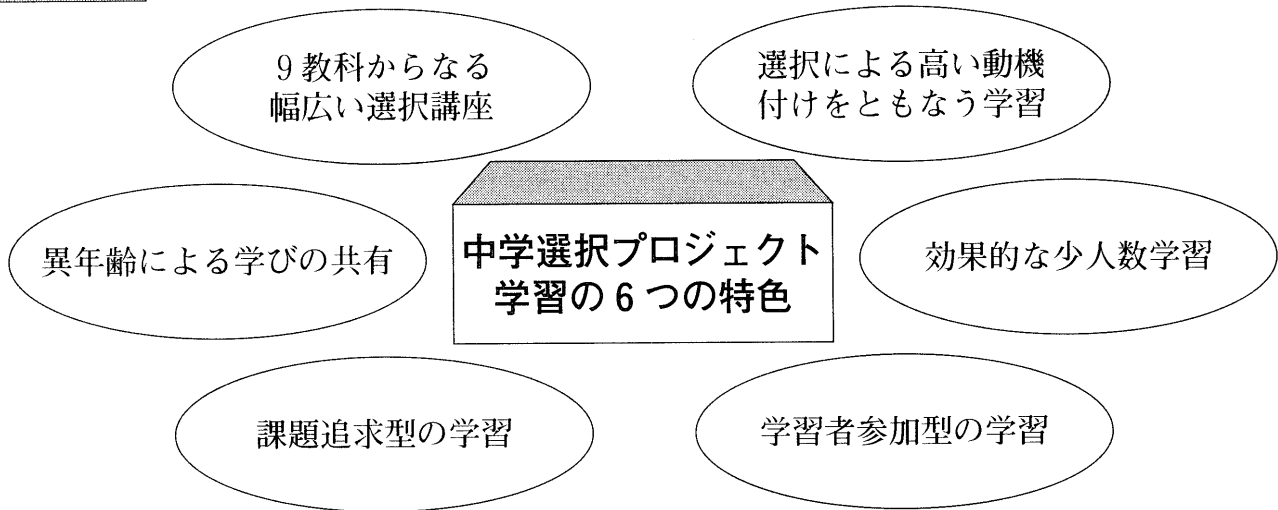 9教科からなる
幅広い選択講座
選択による高い動機
付けをともなう学習
異年齢による学びの共有
中学選択プロジェクト
学習の6つの特色
効果的な少人数学習
課題追求型の学習
学習者参加型の学習